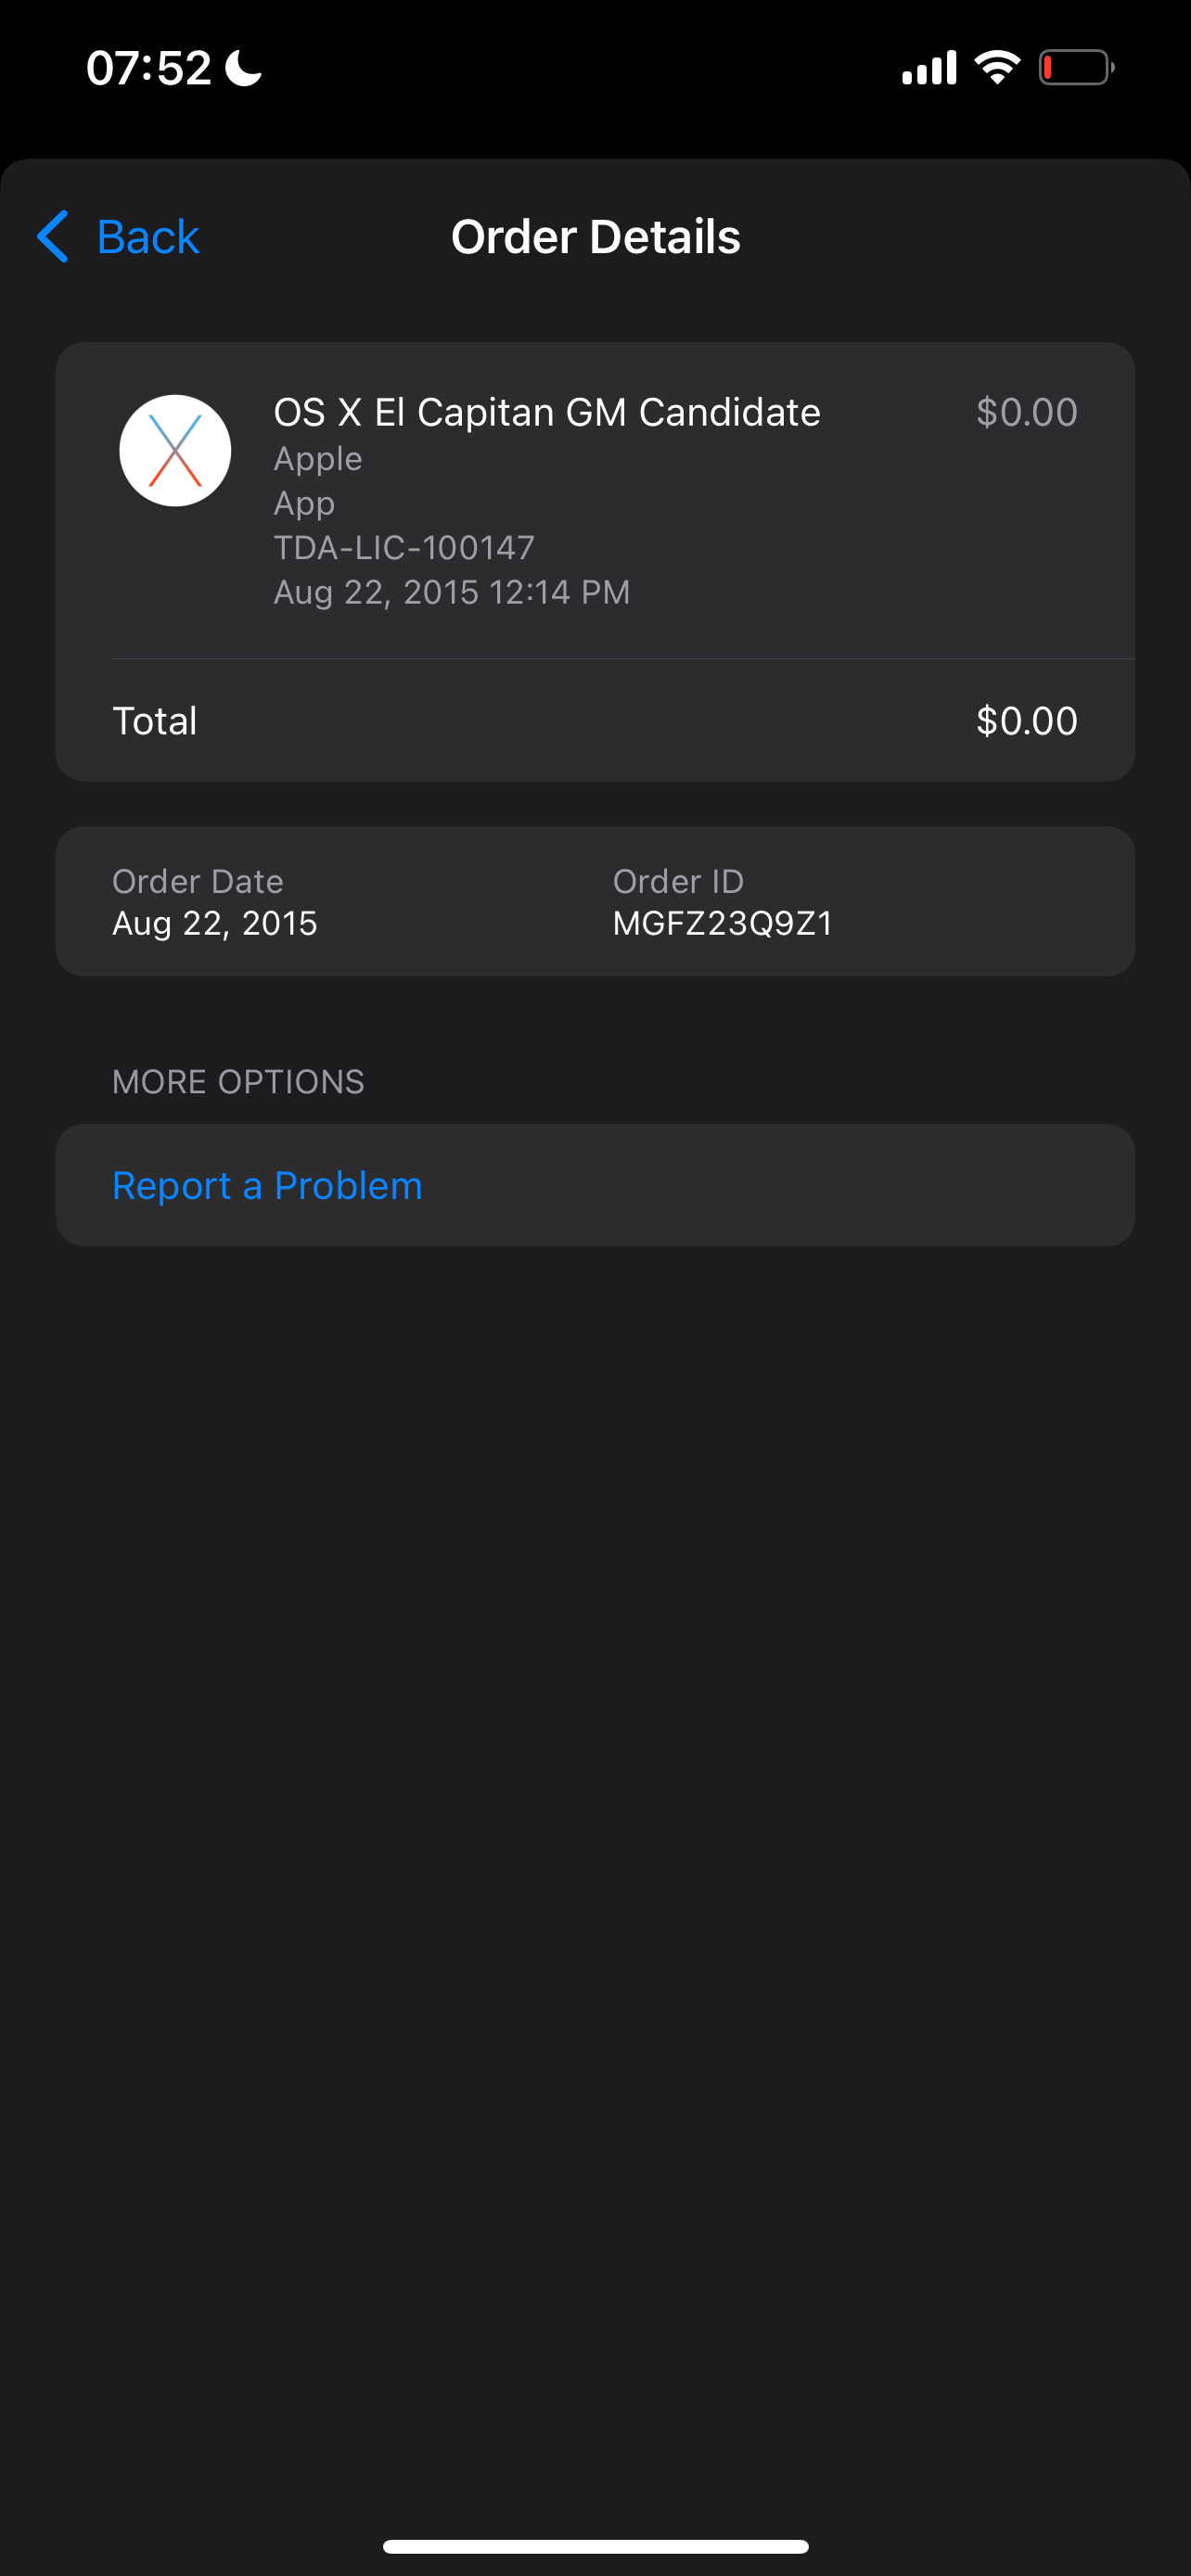 07:52
Back
Order Details
OS X El Capitan GM Candidate $0.00
Apple
App
TDA-LIC-100147
Aug 22, 2015 12:14 PM
Total $0.00
Order Date
Aug 22, 2015
Order ID
MGFZ23Q9Z1
MORE OPTIONS
Report a Problem